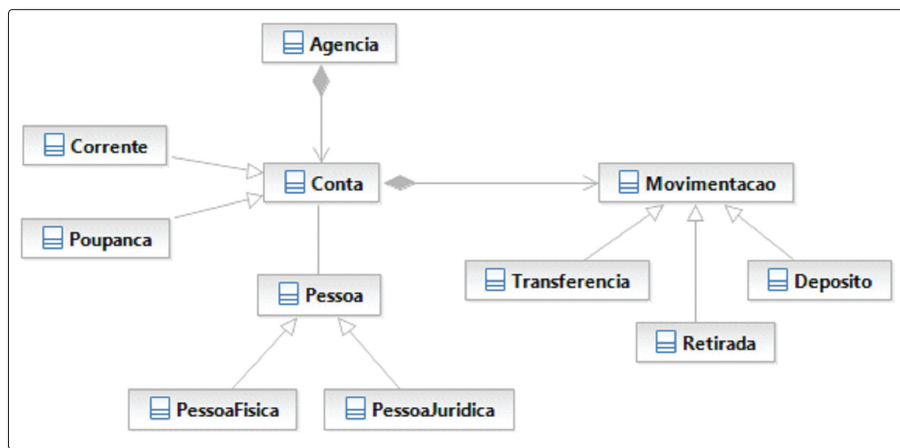 Agencia
Corrente
Conta
Movimentacao
Poupanca
Transferencia
Deposito
Pessoa
Retirada
PessoaFisica
PessoaJuridica